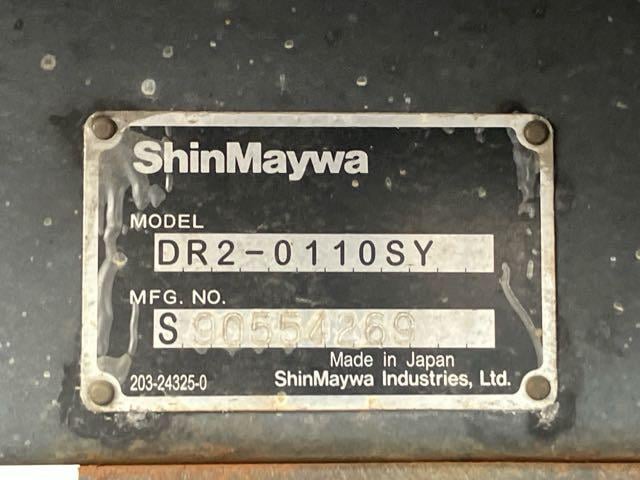 ShinMaywa
MODEL
DR2-0110SY
MFG. NO.
S 90554269
Made in Japan
203-24325-0
ShinMaywa Industries, Ltd.